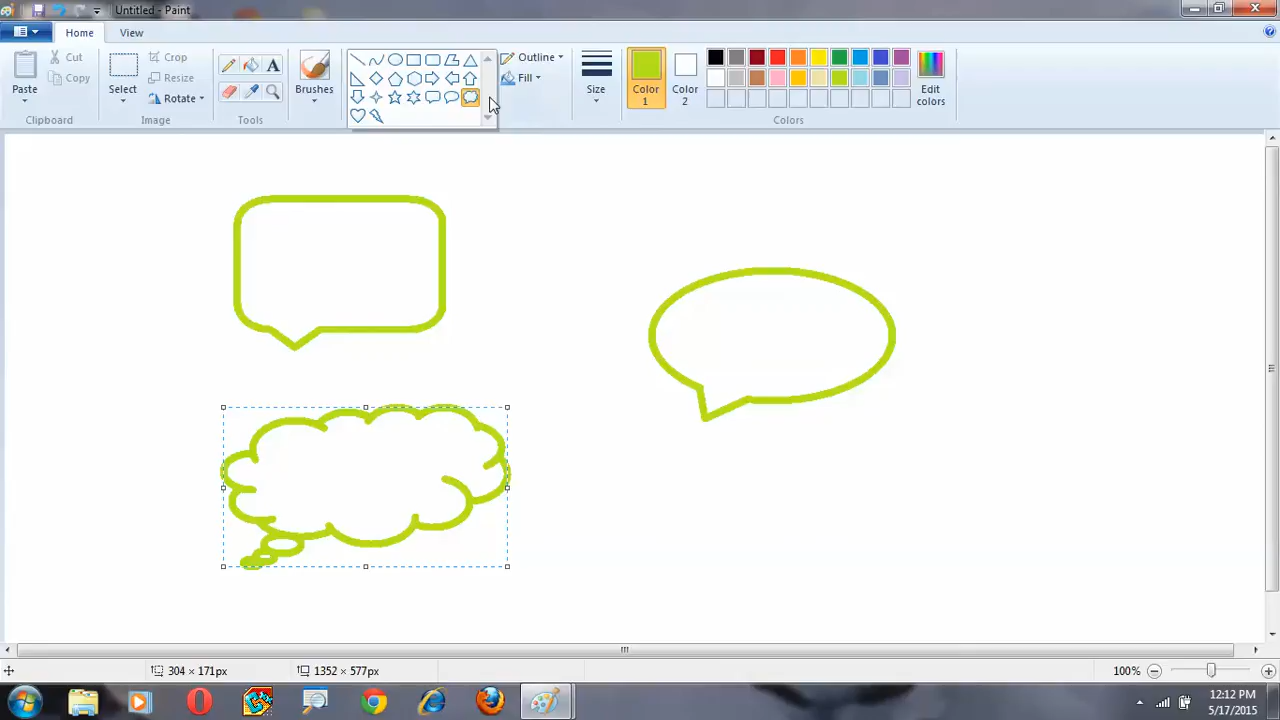 Untitled - Paint
Home View
Paste
Cut
Copy
Clipboard
Select
Crop
Resize
Rotate
Image
A
Tools
Brushes
Outline
Fill
Size
Color 1
Color 2
Edit colors
Colors
304 × 171px
1352 × 577px
100%
12:12 PM
5/17/2015